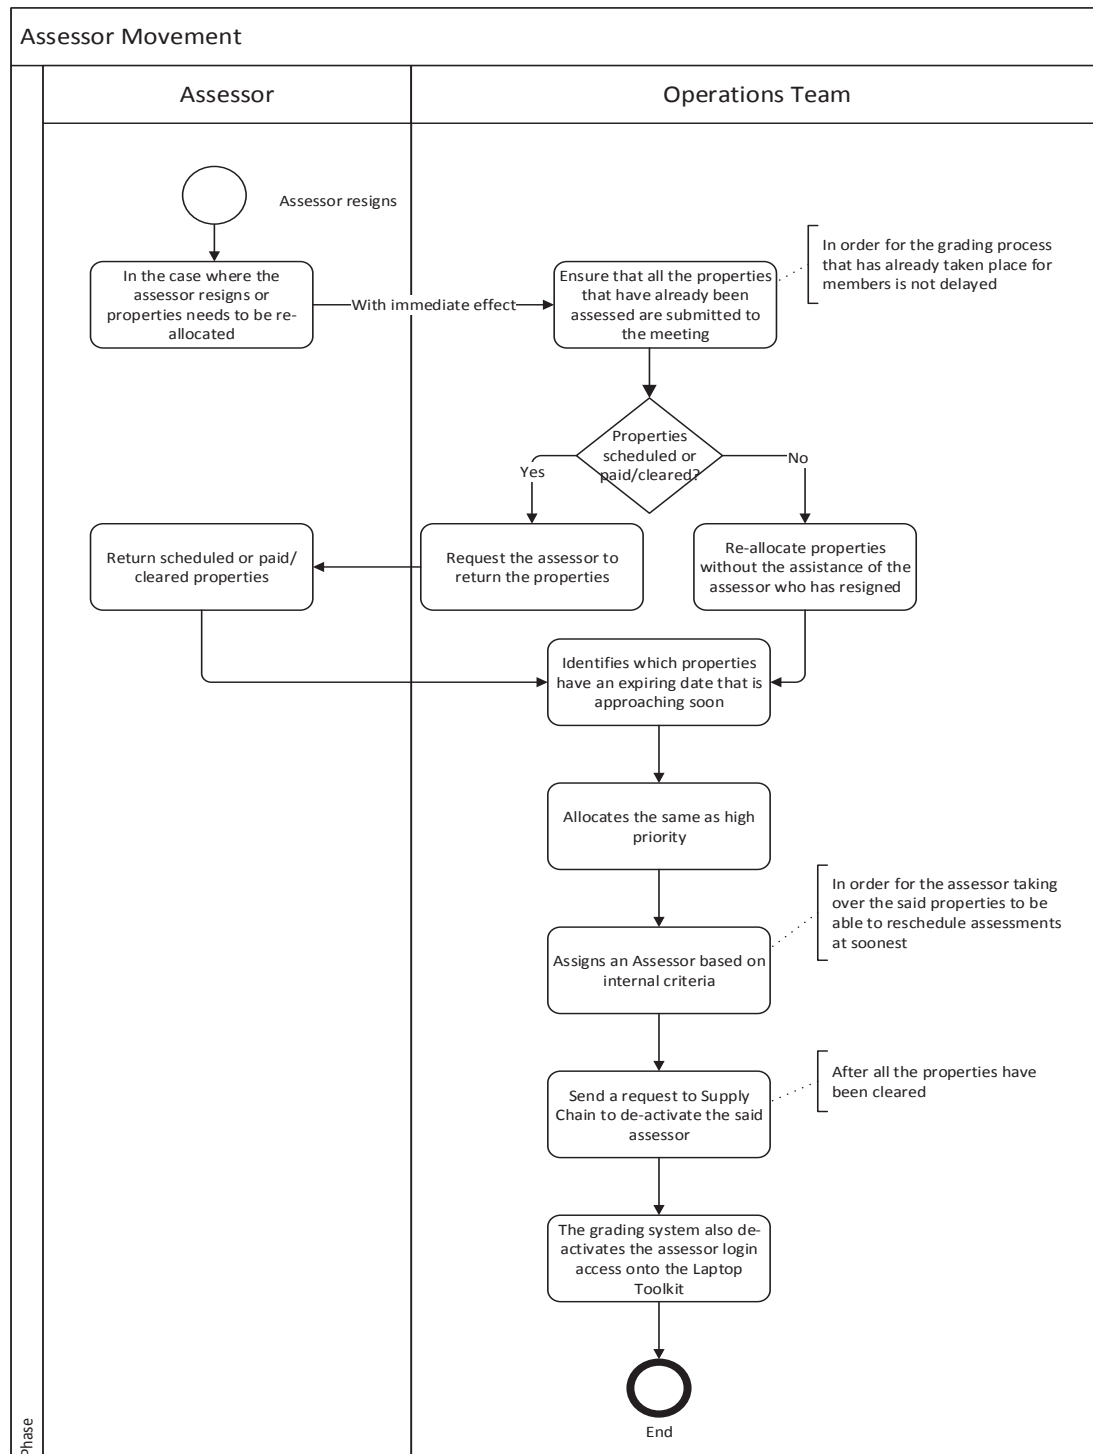 Assessor Movement
Assessor
Operations Team
Assessor resigns
In the case where the
assessor resigns or
properties needs to be re-
allocated
With immediate effect
Ensure that all the properties
that have already been
assessed are submitted to
the meeting
In order for the grading process
that has already taken place for
members is not delayed
Properties
scheduled or
paid/cleared?
Yes
No
Return scheduled or paid/
cleared properties
Request the assessor to
return the properties
Re-allocate properties
without the assistance of the
assessor who has resigned
Identifies which properties
have an expiring date that is
approaching soon
Allocates the same as high
priority
In order for the assessor taking
over the said properties to be
able to reschedule assessments
at soonest
Assigns an Assessor based on
internal criteria
After all the properties have
been cleared
Send a request to Supply
Chain to de-activate the said
assessor
The grading system also de-
activates the assessor login
access onto the Laptop
Toolkit
End
Phase